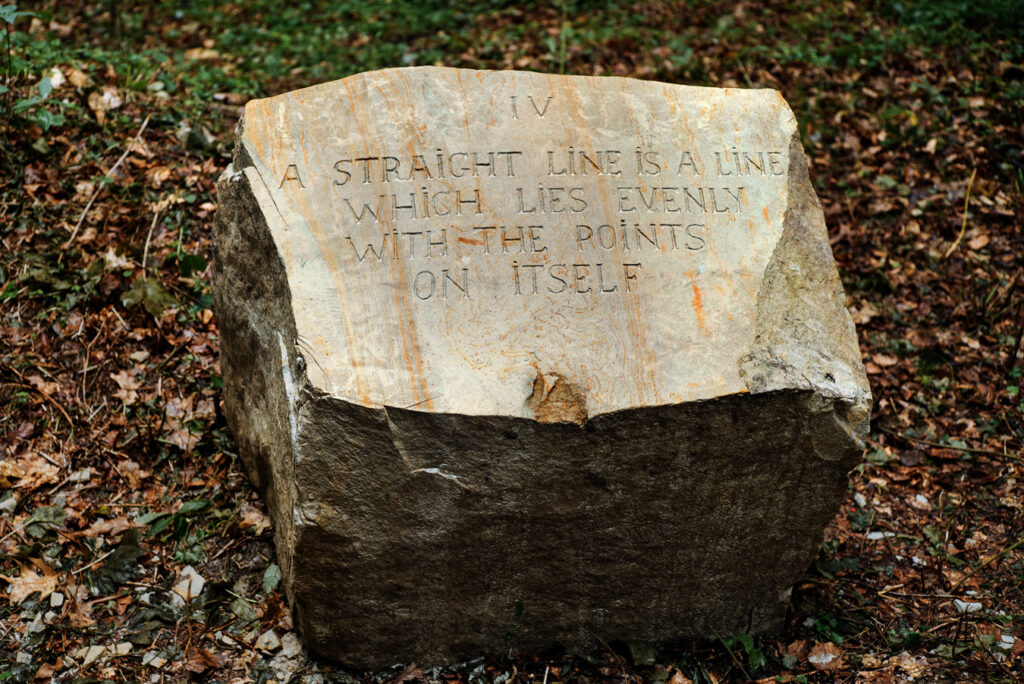 IV
A STRAIGHT LINE IS A LINE
WHICH LIES EVENLY
WITH THE POINTS
ON ITSELF